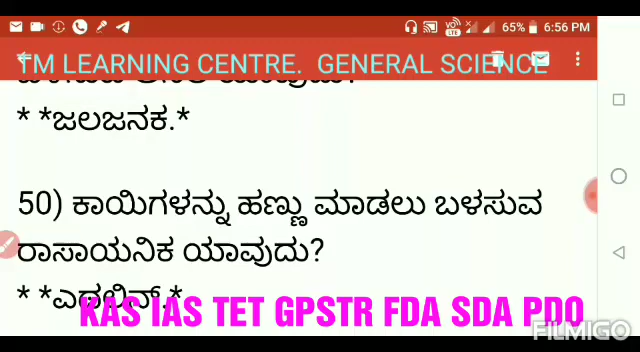 65% 6:56 PM
TM LEARNING CENTRE. GENERAL SCIENCE
* *ಜಲಜನಕ.*
50) ಕಾಯಿಗಳನ್ನು ಹಣ್ಣು ಮಾಡಲು ಬಳಸುವ
ರಾಸಾಯನಿಕ ಯಾವುದು?
* *ಎಥಲಿನ್.*
KAS IAS TET GPSTR FDA SDA PDO
FILMIGO